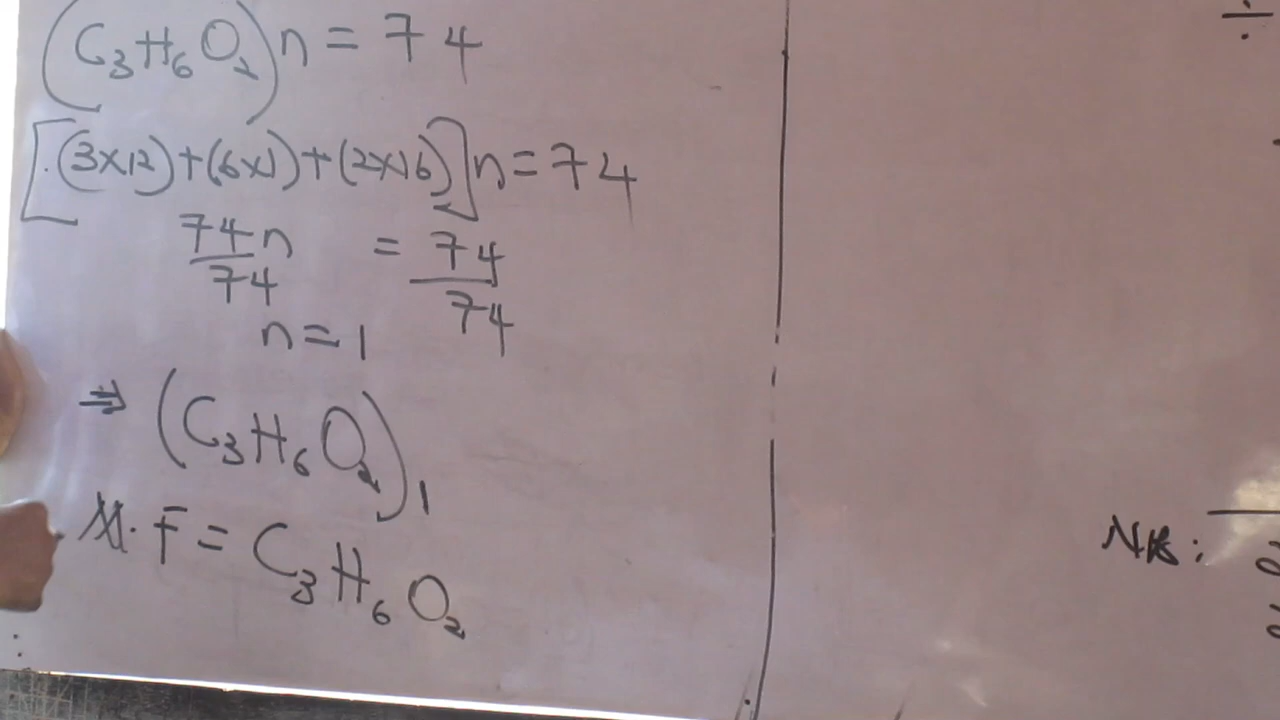 (C₃H₆O₂)n = 74
[(3×12)+(6×1)+(2×16)]n = 74
74n/74 = 74/74
n = 1
⇒ (C₃H₆O₂)₁
M.F = C₃H₆O₂
÷
NB: